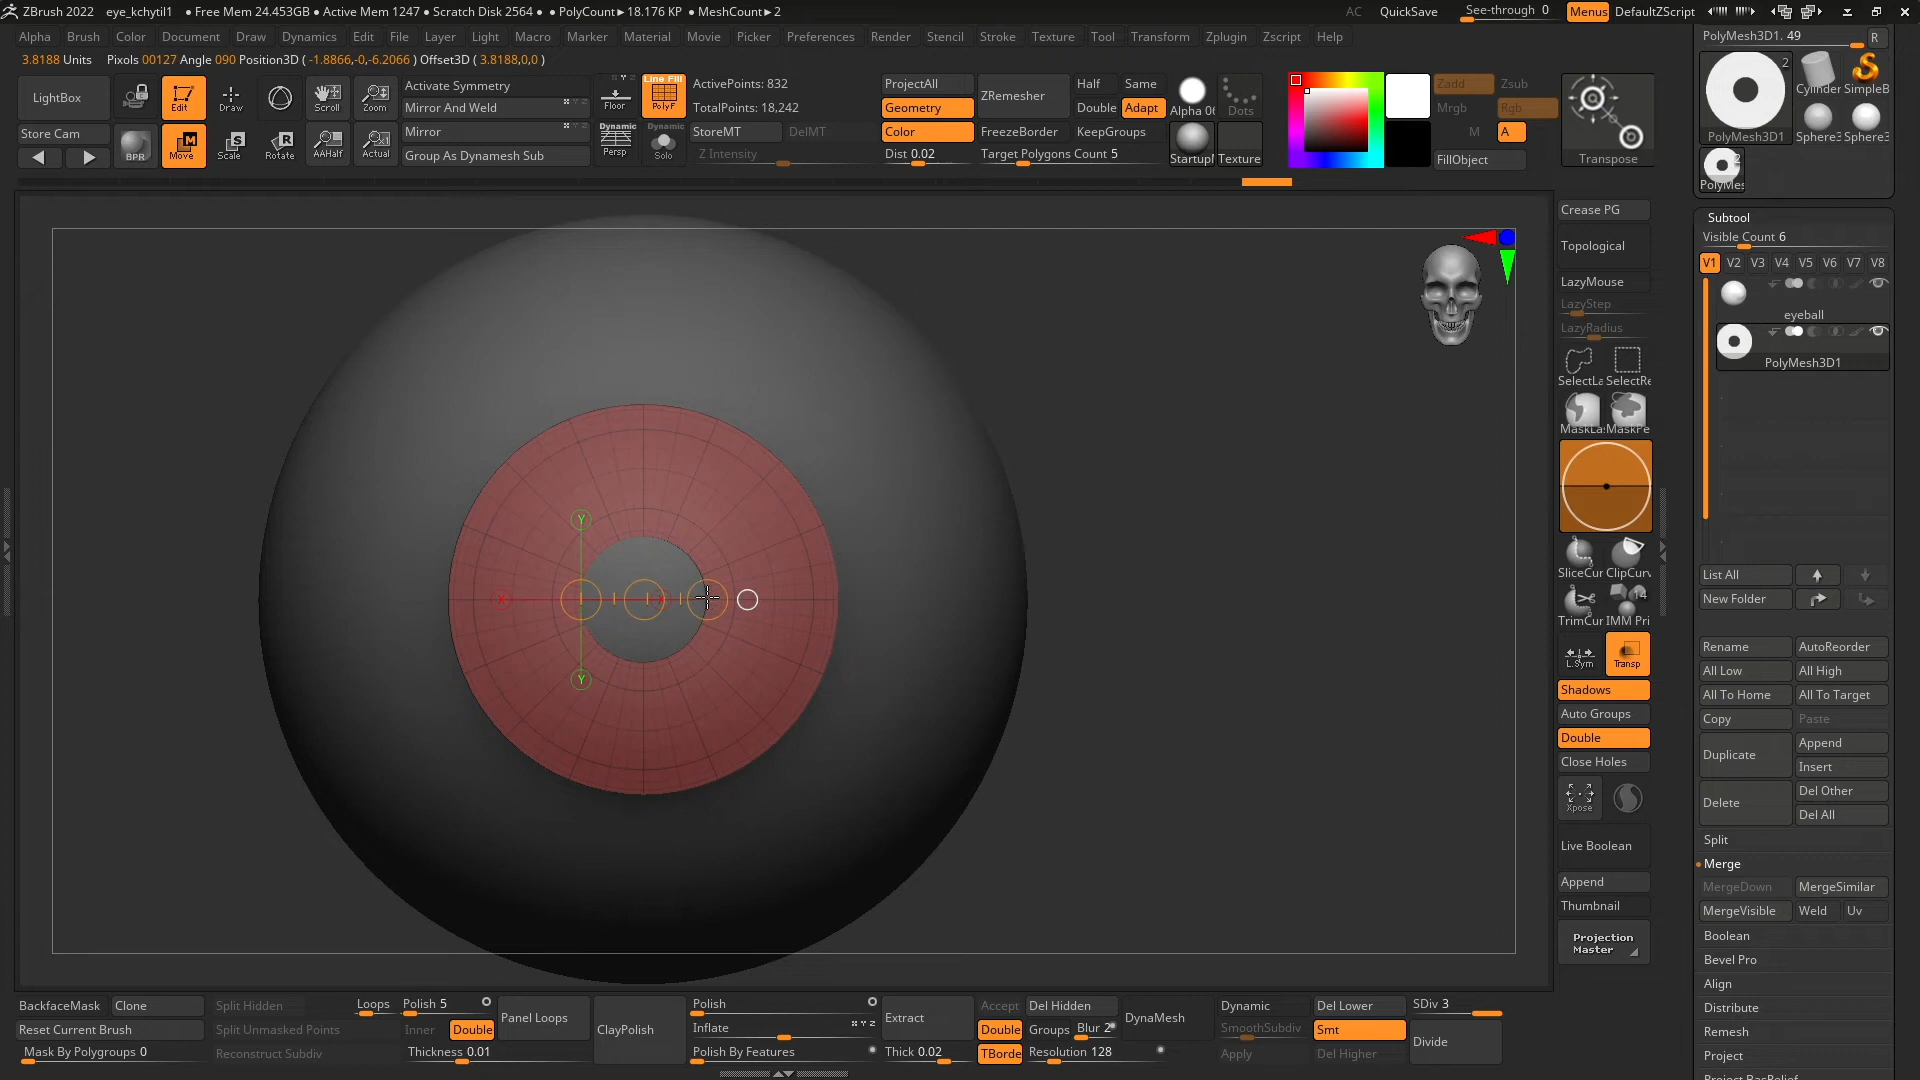 ZBrush 2022 eye_kchytil1 ● Free Mem 24.453GB ● Active Mem 1247 ● Scratch Disk 2564 ● ● PolyCount► 18.176 KP ● MeshCount► 2 AC QuickSave See-through 0 Menus DefaultZScript
Alpha Brush Color Document Draw Dynamics Edit File Layer Light Macro Marker Material Movie Picker Preferences Render Stencil Stroke Texture Tool Transform Zplugin Zscript Help
3.8188 Units Pixols 00127 Angle 090 Position3D ( -1.8866,-0,-6.2066 ) Offset3D ( 3.8188,0,0 )
LightBox
Store Cam
BPR
Edit
Draw
Scroll
Zoom
Move
Scale
Rotate
AAHalf
Actual
Activate Symmetry
Mirror And Weld
Mirror
Group As Dynamesh Sub
Floor
Line Fill
PolyF
Dynamic
Persp
Dynamic
Solo
ActivePoints: 832
TotalPoints: 18,242
StoreMT DelMT
Z Intensity
ProjectAll
Geometry
Color
Dist 0.02
ZRemesher
FreezeBorder
Half Same
Double Adapt
KeepGroups
Target Polygons Count 5
Alpha 06
Dots
StartupM
Texture
Zadd Zsub
Mrgb Rgb
M A
FillObject
Transpose
PolyMesh3D1. 49 R
2
PolyMesh3D1
Cylinder
SimpleB
Sphere3
Sphere3
2
PolyMes
Subtool
Visible Count 6
V1 V2 V3 V4 V5 V6 V7 V8
eyeball
PolyMesh3D1
List All
New Folder
Rename AutoReorder
All Low All High
All To Home All To Target
Copy Paste
Duplicate
Append
Insert
Delete
Del Other
Del All
Split
Merge
MergeDown MergeSimilar
MergeVisible Weld Uv
Boolean
Bevel Pro
Align
Distribute
Remesh
Project
Project BasRelief
Crease PG
Topological
LazyMouse
LazyStep
LazyRadius
SelectLa SelectRe
MaskLa MaskPe
SliceCur ClipCurv
14
TrimCur IMM Pri
L.Sym Transp
Shadows
Auto Groups
Double
Close Holes
Xpose
Live Boolean
Append
Thumbnail
Projection
Master
Y
X
X
Y
BackfaceMask Clone
Reset Current Brush
Mask By Polygroups 0
Split Hidden
Split Unmasked Points
Reconstruct Subdiv
Loops Polish 5
Inner Double
Thickness 0.01
Panel Loops
ClayPolish
Polish
Inflate
Polish By Features
Extract
Thick 0.02
Accept Del Hidden
Double Groups Blur 2
TBorde Resolution 128
DynaMesh
Dynamic
SmoothSubdiv
Apply
Del Lower
Smt
Del Higher
SDiv 3
Divide